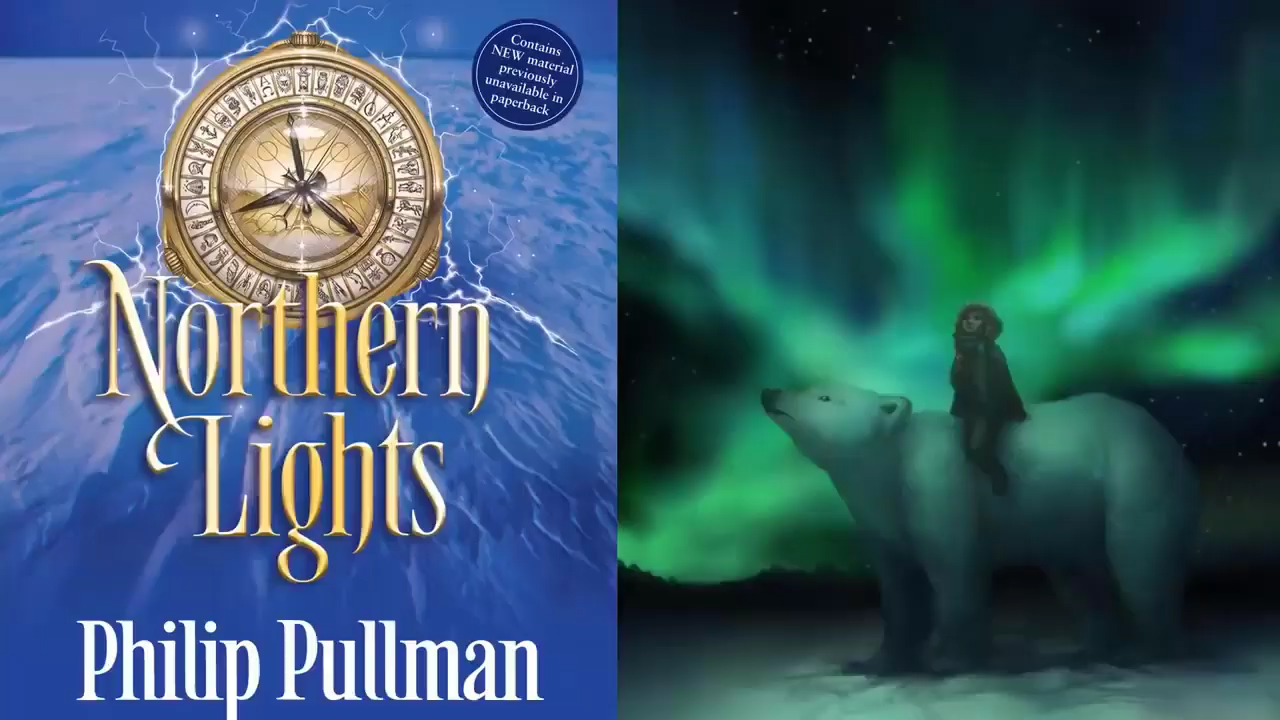 Contains
NEW material
previously
unavailable in
paperback
Northern
Lights
Philip Pullman